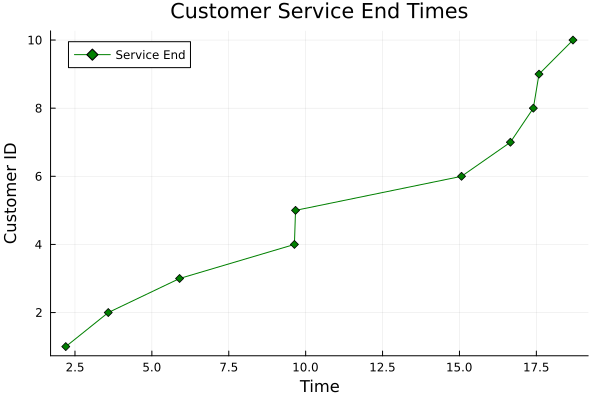 Customer Service End Times
Service End
Customer ID
10
8
6
4
2
2.5 5.0 7.5 10.0 12.5 15.0 17.5
Time